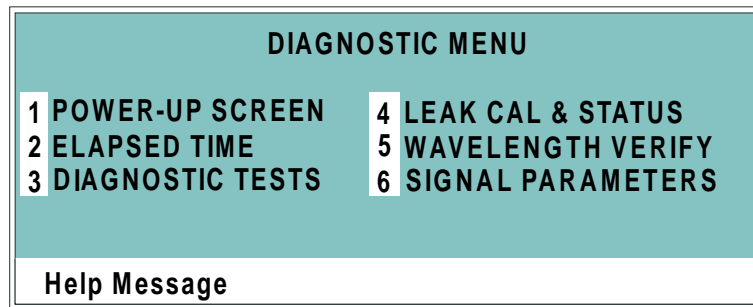 DIAGNOSTIC MENU
1 POWER-UP SCREEN
2 ELAPSED TIME
3 DIAGNOSTIC TESTS
4 LEAK CAL & STATUS
5 WAVELENGTH VERIFY
6 SIGNAL PARAMETERS
Help Message